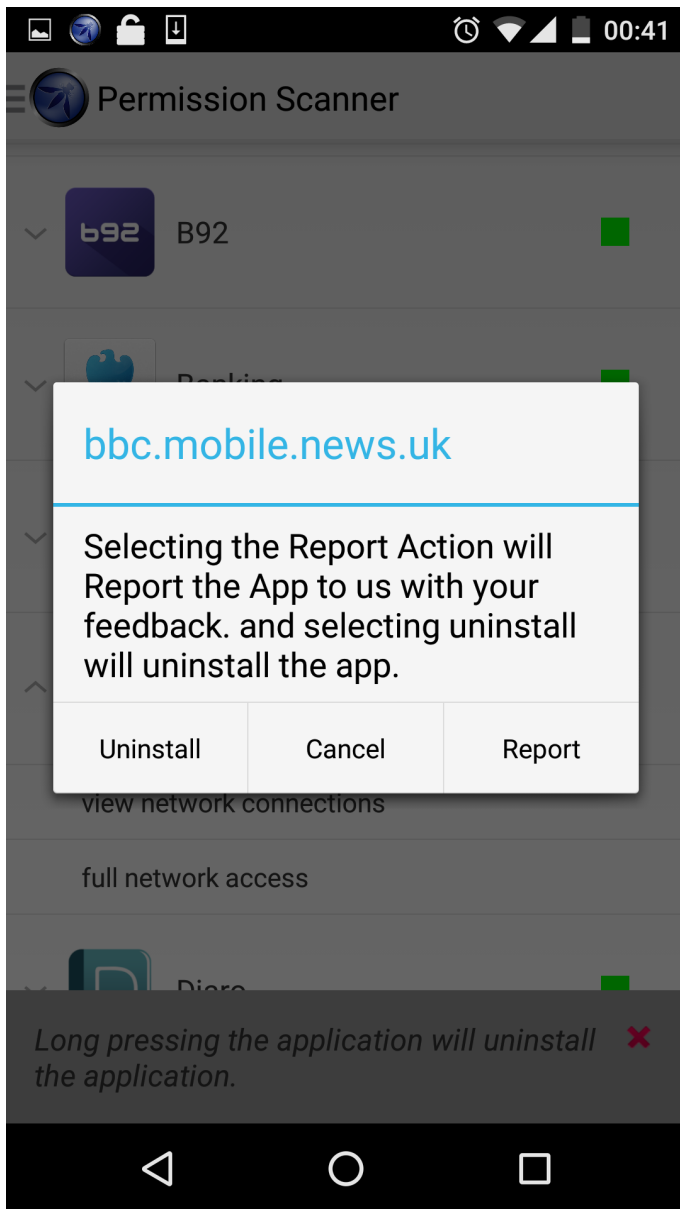 00:41
Permission Scanner
b92
B92
Banking
bbc.mobile.news.uk
Selecting the Report Action will
Report the App to us with your
feedback. and selecting uninstall
will uninstall the app.
Uninstall Cancel Report
view network connections
full network access
Long pressing the application will uninstall
the application.